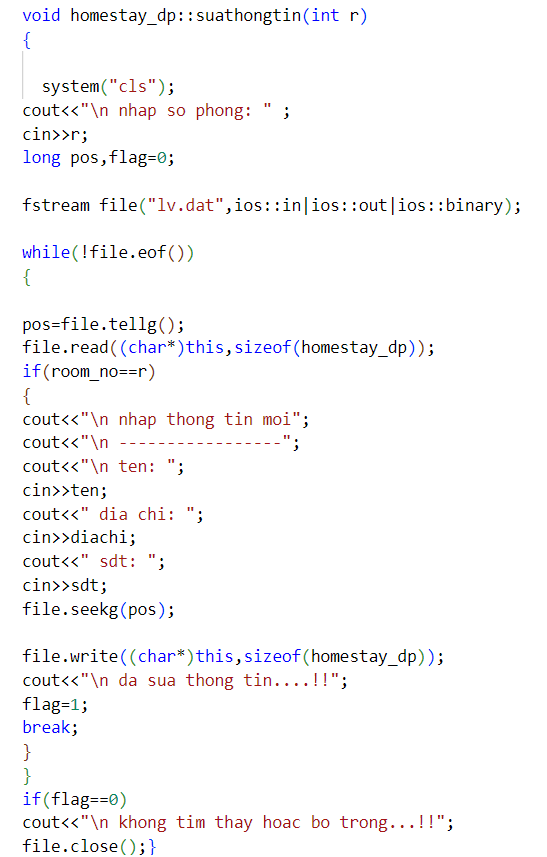 void homestay_dp::suathongtin(int r)
{
system("cls");
cout<<"\n nhap so phong: " ;
cin>>r;
long pos,flag=0;
fstream file("lv.dat",ios::in|ios::out|ios::binary);
while(!file.eof())
{
pos=file.tellg();
file.read((char*)this,sizeof(homestay_dp));
if(room_no==r)
{
cout<<"\n nhap thong tin moi";
cout<<"\n -----------------";
cout<<"\n ten: ";
cin>>ten;
cout<<" dia chi: ";
cin>>diachi;
cout<<" sdt: ";
cin>>sdt;
file.seekg(pos);
file.write((char*)this,sizeof(homestay_dp));
cout<<"\n da sua thong tin....!!";
flag=1;
break;
}
}
if(flag==0)
cout<<"\n khong tim thay hoac bo trong...!!";
file.close();}